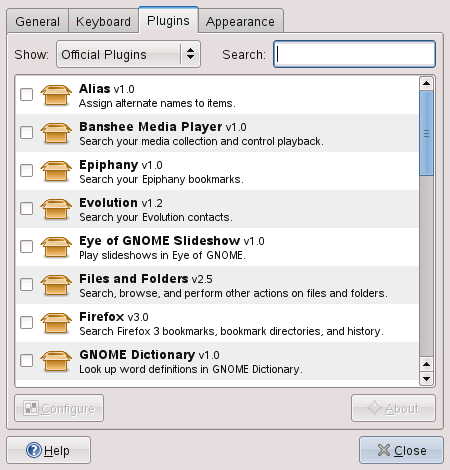 General Keyboard Plugins Appearance
Show: Official Plugins Search:
Alias v1.0
Assign alternate names to items.
Banshee Media Player v1.0
Search your media collection and control playback.
Epiphany v1.0
Search your Epiphany bookmarks.
Evolution v1.2
Search your Evolution contacts.
Eye of GNOME Slideshow v1.0
Play slideshows in Eye of GNOME.
Files and Folders v2.5
Search, browse, and perform other actions on files and folders.
Firefox v3.0
Search Firefox 3 bookmarks, bookmark directories, and history.
GNOME Dictionary v1.0
Look up word definitions in GNOME Dictionary.
Configure About
Help Close